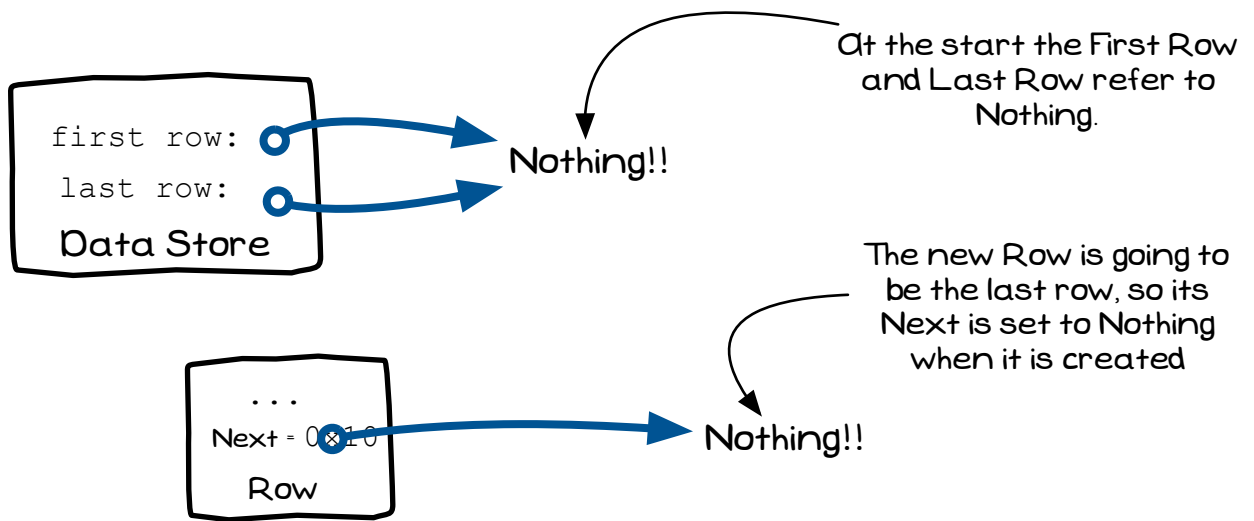 At the start the First Row
and Last Row refer to
Nothing.
first row:
last row:
Data Store
Nothing!!
The new Row is going to
be the last row, so its
Next is set to Nothing
when it is created
...
Next = 0x10
Row
Nothing!!